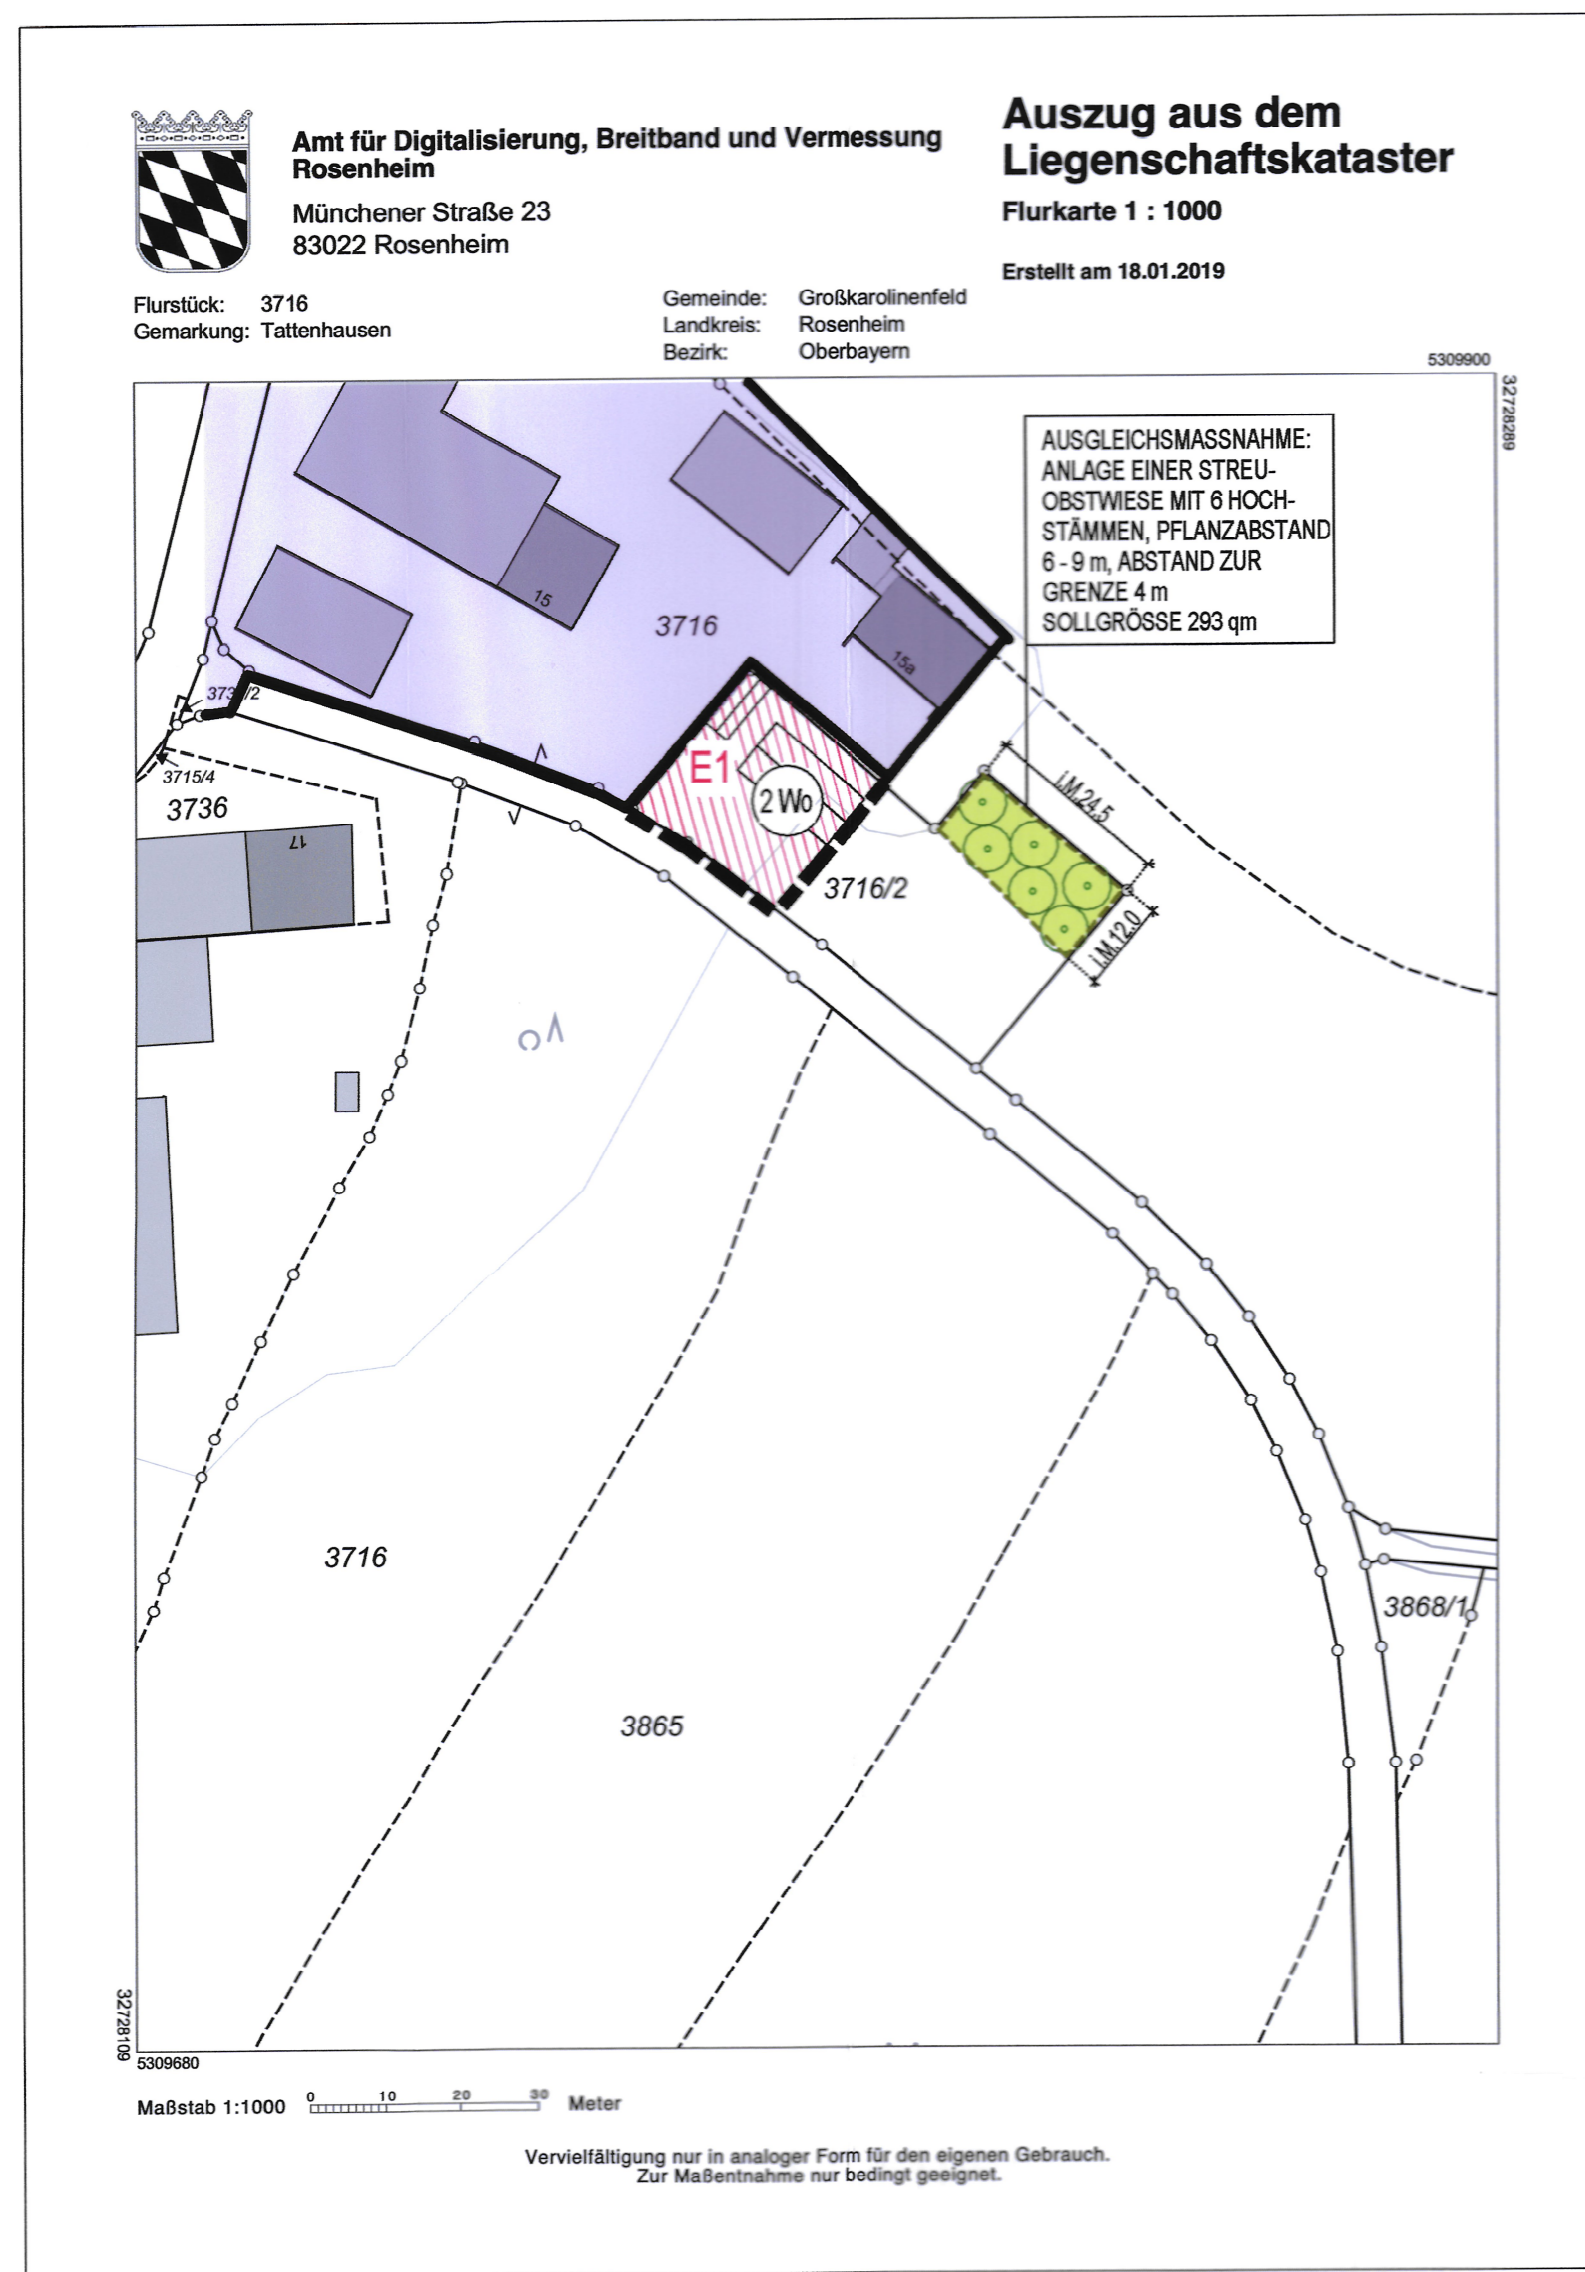 Amt für Digitalisierung, Breitband und Vermessung
Rosenheim
Münchener Straße 23
83022 Rosenheim
Auszug aus dem
Liegenschaftskataster
Flurkarte 1 : 1000
Erstellt am 18.01.2019
Flurstück: 3716
Gemarkung: Tattenhausen
Gemeinde: Großkarolinenfeld
Landkreis: Rosenheim
Bezirk: Oberbayern
5309900
32728289
AUSGLEICHSMASSNAHME:
ANLAGE EINER STREU-
OBSTWIESE MIT 6 HOCH-
STÄMMEN, PFLANZABSTAND
6 - 9 m, ABSTAND ZUR
GRENZE 4 m
SOLLGRÖSSE 293 qm
15
3716
15a
3715/4
3736
17
E1
2 Wo
i.M.24,5
3716/2
i.M.12,0
3716
3868/1
3865
32728109
5309680
Maßstab 1:1000
0 10 20 30 Meter
Vervielfältigung nur in analoger Form für den eigenen Gebrauch.
Zur Maßentnahme nur bedingt geeignet.